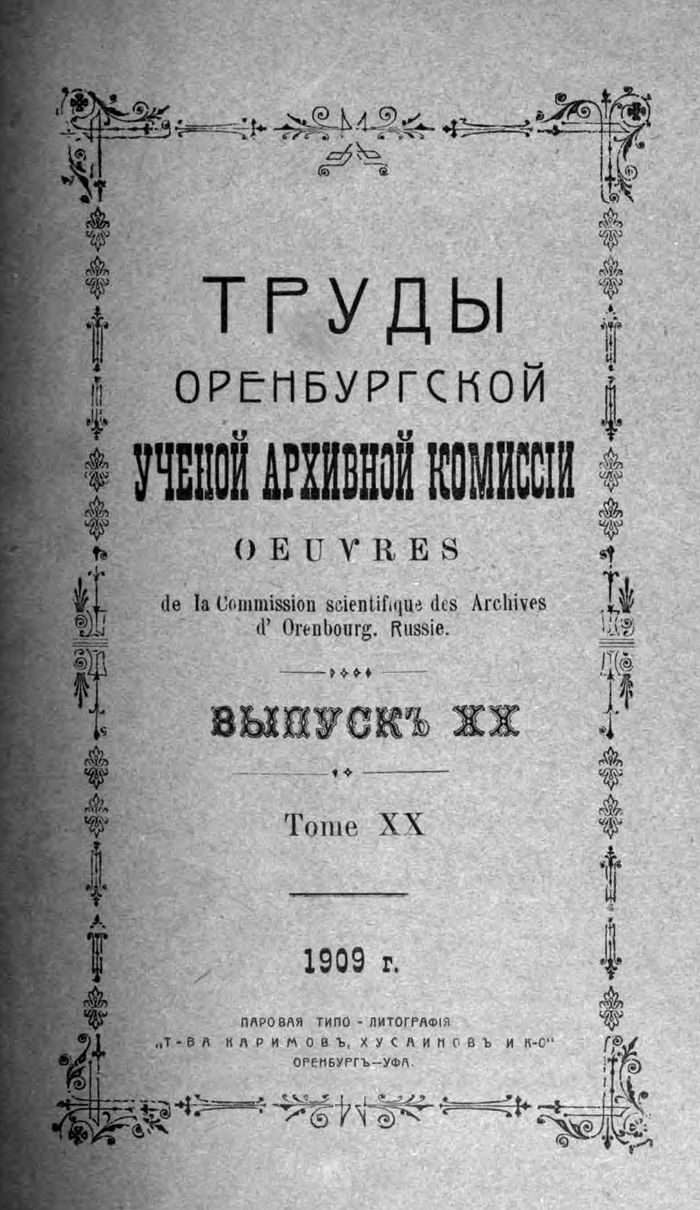 ТРУДЫ
ОРЕНБУРГСКОЙ
УЧЕНОЙ АРХИВНОЙ КОМИССІИ
OEUVRES
de la Commission scientifique des Archives
d' Orenbourg. Russie.
ВЫПУСКЪ XX
Tome XX
1909 г.
ПАРОВАЯ ТИПО - ЛИТОГРАФІЯ
„Т-ВА КАРИМОВЪ, ХУСАИНОВЪ И К-О“
ОРЕНБУРГЪ—УФА.